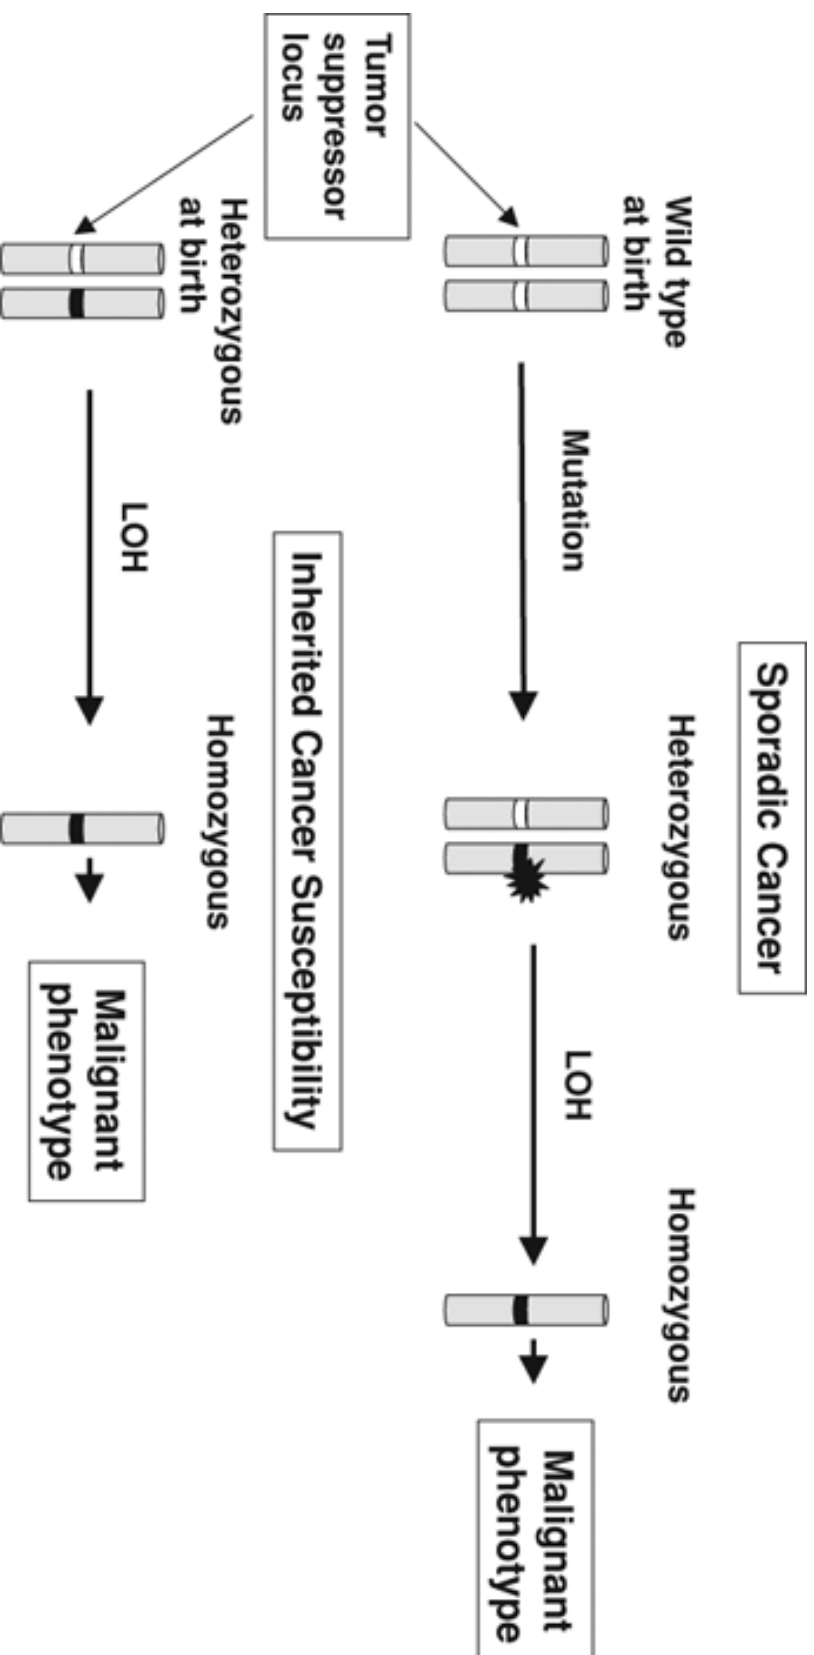 Sporadic Cancer
Wild type
at birth
Heterozygous
Homozygous
Mutation
LOH
Malignant
phenotype
Tumor
suppressor
locus
Inherited Cancer Susceptibility
Heterozygous
at birth
Homozygous
LOH
Malignant
phenotype